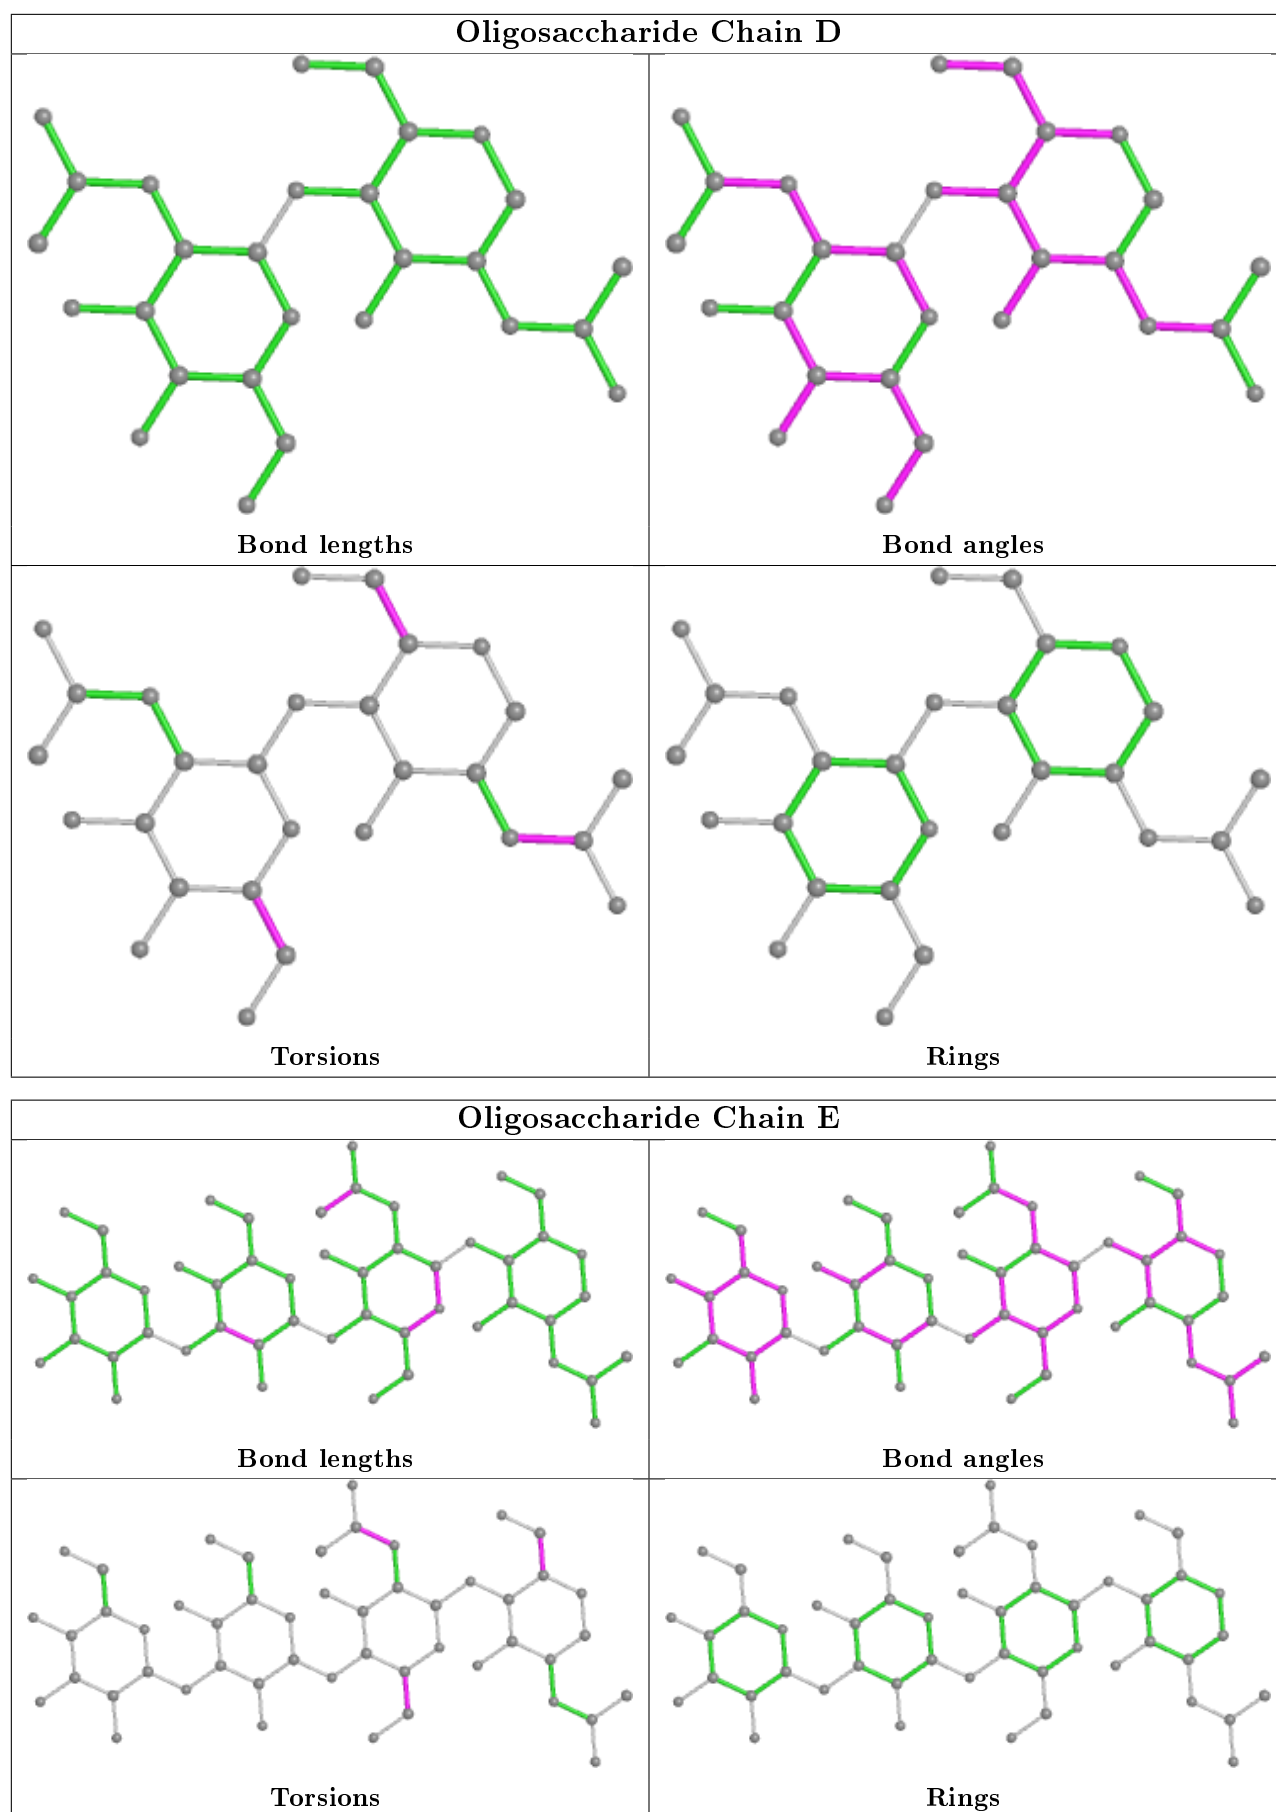 Oligosaccharide Chain D
Bond lengths
Bond angles
Torsions
Rings
Oligosaccharide Chain E
Bond lengths
Bond angles
Torsions
Rings